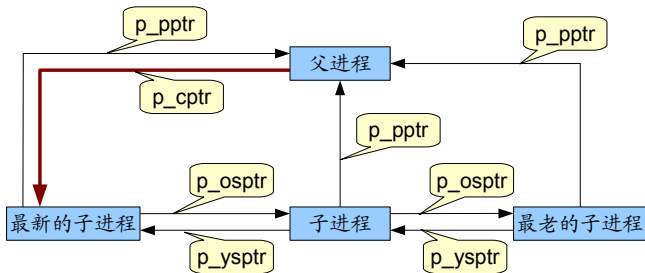 p_pptr
p_pptr
父进程
p_cptr
p_pptr
p_osptr
p_osptr
最新的子进程
子进程
最老的子进程
p_ysptr
p_ysptr